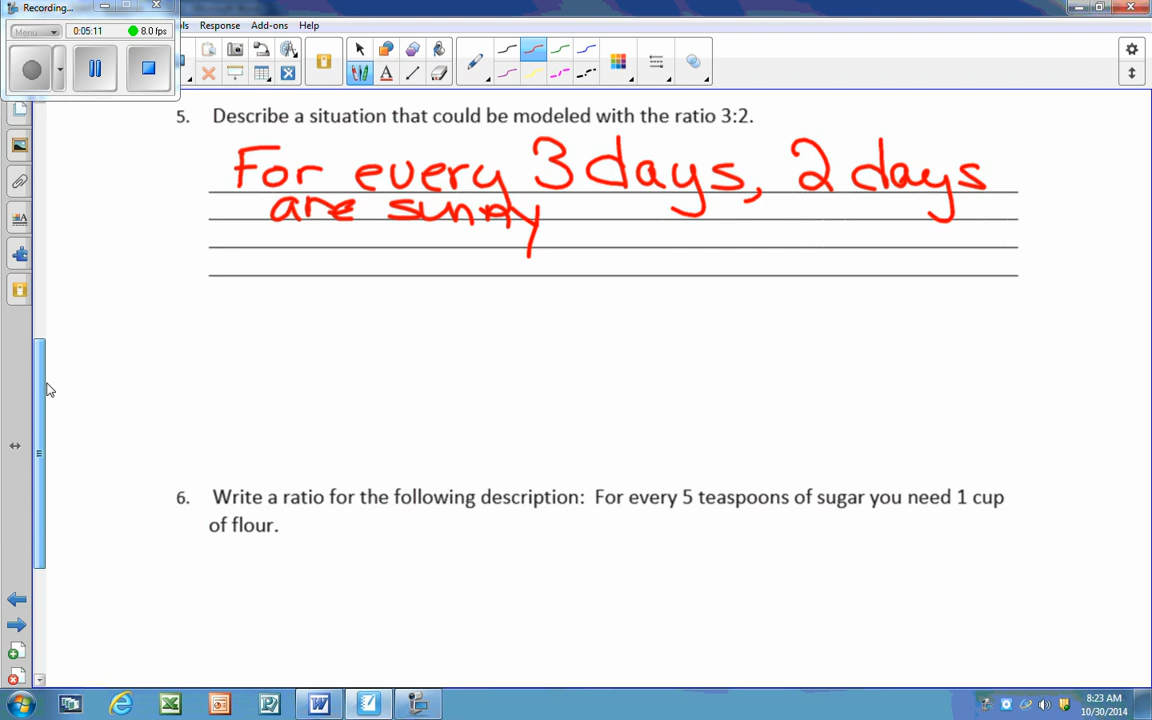 Recording...
Menu
0:05:11
8.0 fps
ols Response Add-ons Help
5. Describe a situation that could be modeled with the ratio 3:2.
For every 3 days, 2 days
are sunny
6. Write a ratio for the following description: For every 5 teaspoons of sugar you need 1 cup
of flour.
8:23 AM
10/30/2014